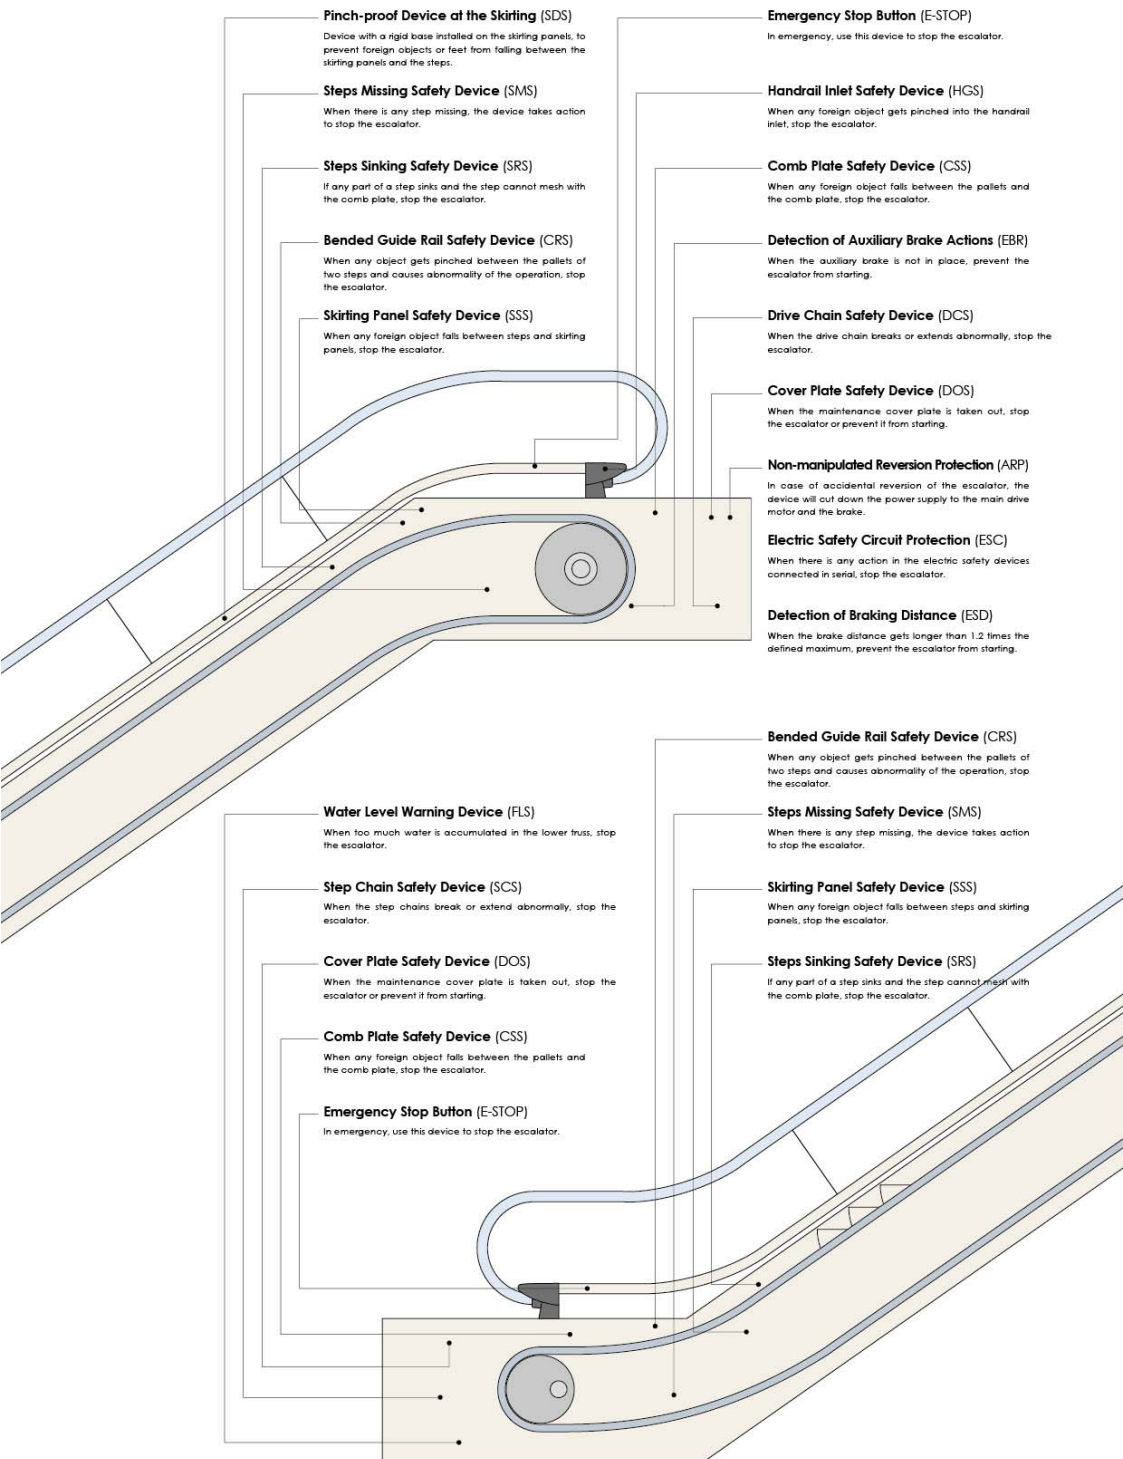 Pinch-proof Device at the Skirting (SDS)
Device with a rigid base installed on the skirting panels, to
prevent foreign objects or feet from falling between the
skirting panels and the steps.
Steps Missing Safety Device (SMS)
When there is any step missing, the device takes action
to stop the escalator.
Steps Sinking Safety Device (SRS)
If any part of a step sinks and the step cannot mesh with
the comb plate, stop the escalator.
Bended Guide Rail Safety Device (CRS)
When any object gets pinched between the pallets of
two steps and causes abnormality of the operation, stop
the escalator.
Skirting Panel Safety Device (SSS)
When any foreign object falls between steps and skirting
panels, stop the escalator.
Emergency Stop Button (E-STOP)
In emergency, use this device to stop the escalator.
Handrail Inlet Safety Device (HGS)
When any foreign object gets pinched into the handrail
inlet, stop the escalator.
Comb Plate Safety Device (CSS)
When any foreign object falls between the pallets and
the comb plate, stop the escalator.
Detection of Auxiliary Brake Actions (EBR)
When the auxiliary brake is not in place, prevent the
escalator from starting.
Drive Chain Safety Device (DCS)
When the drive chain breaks or extends abnormally, stop the
escalator.
Cover Plate Safety Device (DOS)
When the maintenance cover plate is taken out, stop
the escalator or prevent it from starting.
Non-manipulated Reversion Protection (ARP)
In case of accidental reversion of the escalator, the
device will cut down the power supply to the main drive
motor and the brake.
Electric Safety Circuit Protection (ESC)
When there is any action in the electric safety devices
connected in serial, stop the escalator.
Detection of Braking Distance (ESD)
When the brake distance gets longer than 1.2 times the
defined maximum, prevent the escalator from starting.
Water Level Warning Device (FLS)
When too much water is accumulated in the lower truss, stop
the escalator.
Step Chain Safety Device (SCS)
When the step chains break or extend abnormally, stop the
escalator.
Cover Plate Safety Device (DOS)
When the maintenance cover plate is taken out, stop the
escalator or prevent it from starting.
Comb Plate Safety Device (CSS)
When any foreign object falls between the pallets and
the comb plate, stop the escalator.
Emergency Stop Button (E-STOP)
In emergency, use this device to stop the escalator.
Bended Guide Rail Safety Device (CRS)
When any object gets pinched between the pallets of
two steps and causes abnormality of the operation, stop
the escalator.
Steps Missing Safety Device (SMS)
When there is any step missing, the device takes action
to stop the escalator.
Skirting Panel Safety Device (SSS)
When any foreign object falls between steps and skirting
panels, stop the escalator.
Steps Sinking Safety Device (SRS)
If any part of a step sinks and the step cannot mesh with
the comb plate, stop the escalator.